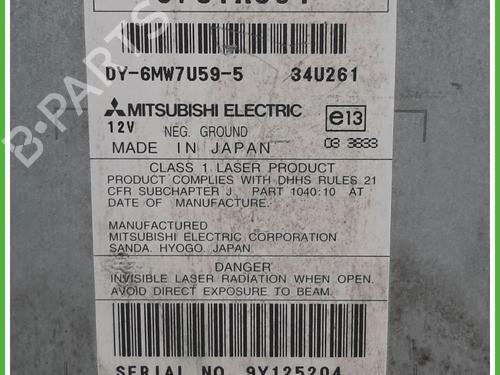 DY-6MW7U59-5 34U261
MITSUBISHI ELECTRIC
e13
12V NEG. GROUND
03 3833
MADE IN JAPAN
CLASS 1 LASER PRODUCT
PRODUCT COMPLIES WITH DHHS RULES 21
CFR SUBCHAPTER J, PART 1040:10 AT
DATE OF MANUFACTURE.
MANUFACTURED
MITSUBISHI ELECTRIC CORPORATION
SANDA. HYOGO. JAPAN.
DANGER
INVISIBLE LASER RADIATION WHEN OPEN.
AVOID DIRECT EXPOSURE TO BEAM.
SERIAL NO. 9Y125204
B-PARTS